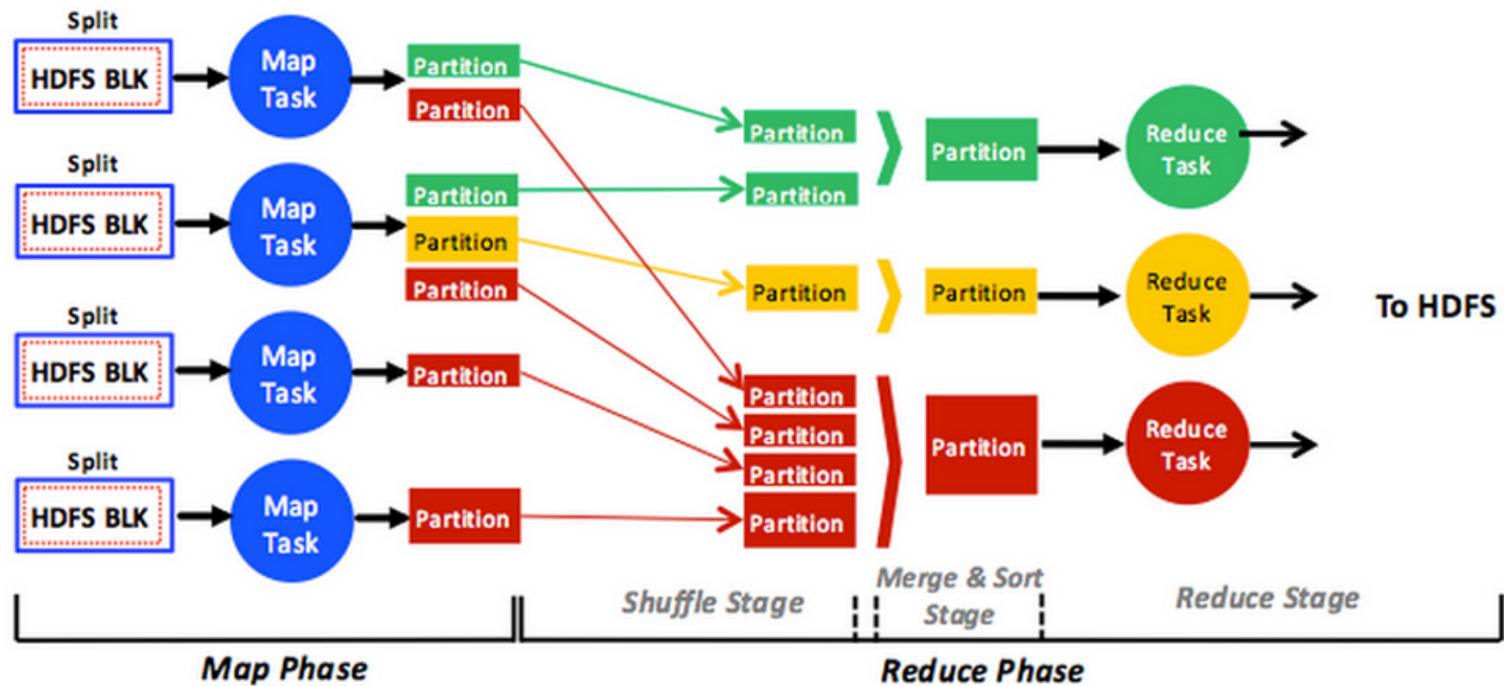 Split
HDFS BLK
Map
Task
Partition
Partition
Split
HDFS BLK
Map
Task
Partition
Partition
Partition
Split
HDFS BLK
Map
Task
Partition
Split
HDFS BLK
Map
Task
Partition
Partition
Partition
Partition
Partition
Partition
Partition
Partition
Partition
Partition
Partition
Reduce
Task
Reduce
Task
Reduce
Task
To HDFS
Shuffle Stage
Merge & Sort
Stage
Reduce Stage
Map Phase
Reduce Phase